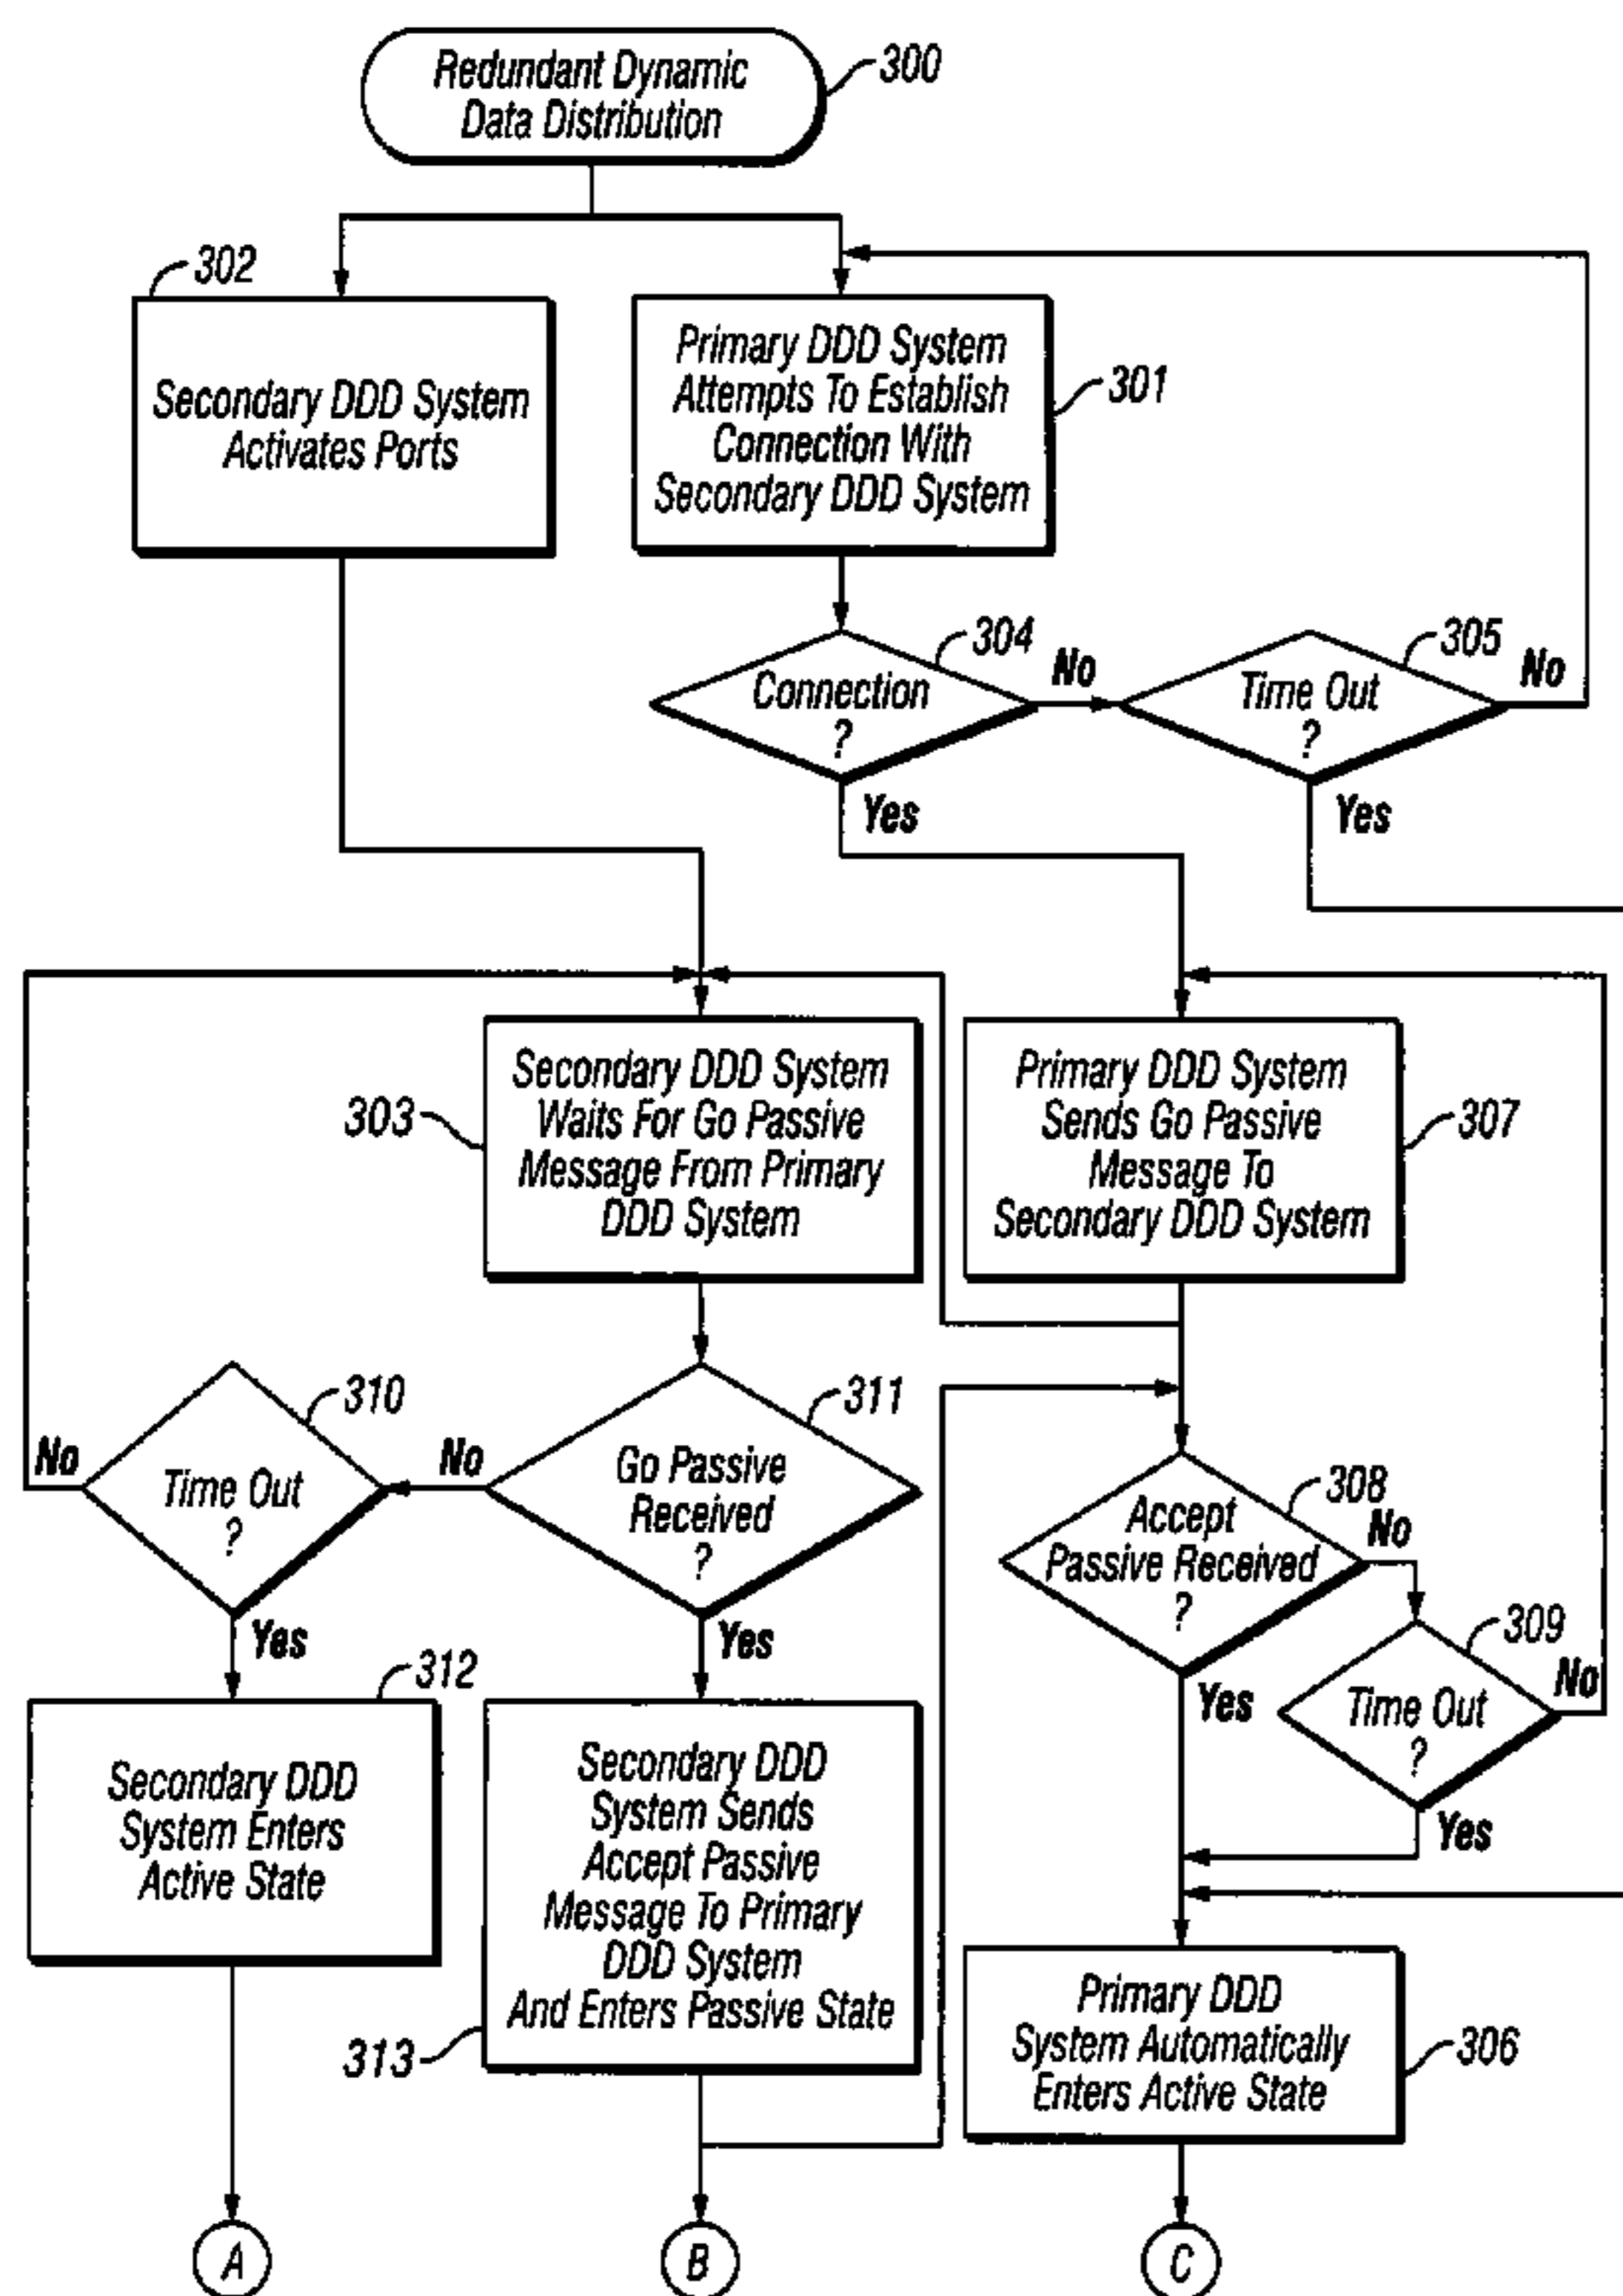 Redundant Dynamic
Data Distribution
300
302
Secondary DDD System
Activates Ports
Primary DDD System
Attempts To Establish
Connection With
Secondary DDD System
301
Connection
?
304
No
Yes
Time Out
?
305
No
Yes
303
Secondary DDD System
Waits For Go Passive
Message From Primary
DDD System
Primary DDD System
Sends Go Passive
Message To
Secondary DDD System
307
310
No
Time Out
?
Yes
No
311
Go Passive
Received
?
Yes
308
Accept
Passive Received
?
No
Yes
309
Time Out
?
No
Yes
312
Secondary DDD
System Enters
Active State
Secondary DDD
System Sends
Accept Passive
Message To Primary
DDD System
And Enters Passive State
313
Primary DDD
System Automatically
Enters Active State
306
A
B
C